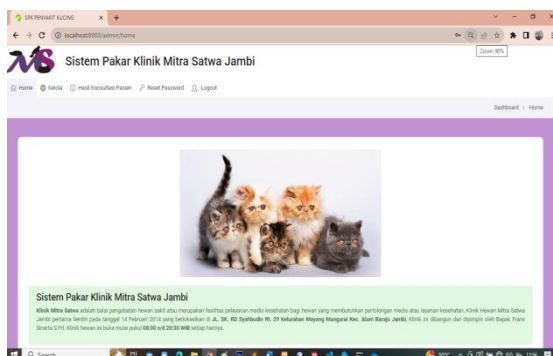 SPK PENYAKIT KUCING
localhost:8000/admin/home
Zoom: 90%
MS Sistem Pakar Klinik Mitra Satwa Jambi
Home Kelola Hasil Konsultasi Pasien Reset Password Logout
Dashboard > Home
Sistem Pakar Klinik Mitra Satwa Jambi
Klinik Mitra Satwa adalah balai pengobatan hewan sakit atau merupakan fasilitas pelayanan medis kesehatan bagi hewan yang membutuhkan pertolongan medis atau layanan kesehatan. Klinik Hewan Mitra Satwa
Jambi pertama berdiri pada tanggal 14 Februari 2014 yang berlokasikan di JL. SK. RD Syahbudin Rt. 29 Kelurahan Mayang Mangurai Kec. Alam Barajo Jambi, Klinik ini dibangun dan dipimpin oleh Bapak Frans
Sinarta S.Pd. Klinik hewan ini buka mulai pukul 08:00 s/d 20:30 WIB setiap harinya.
Search
30°C